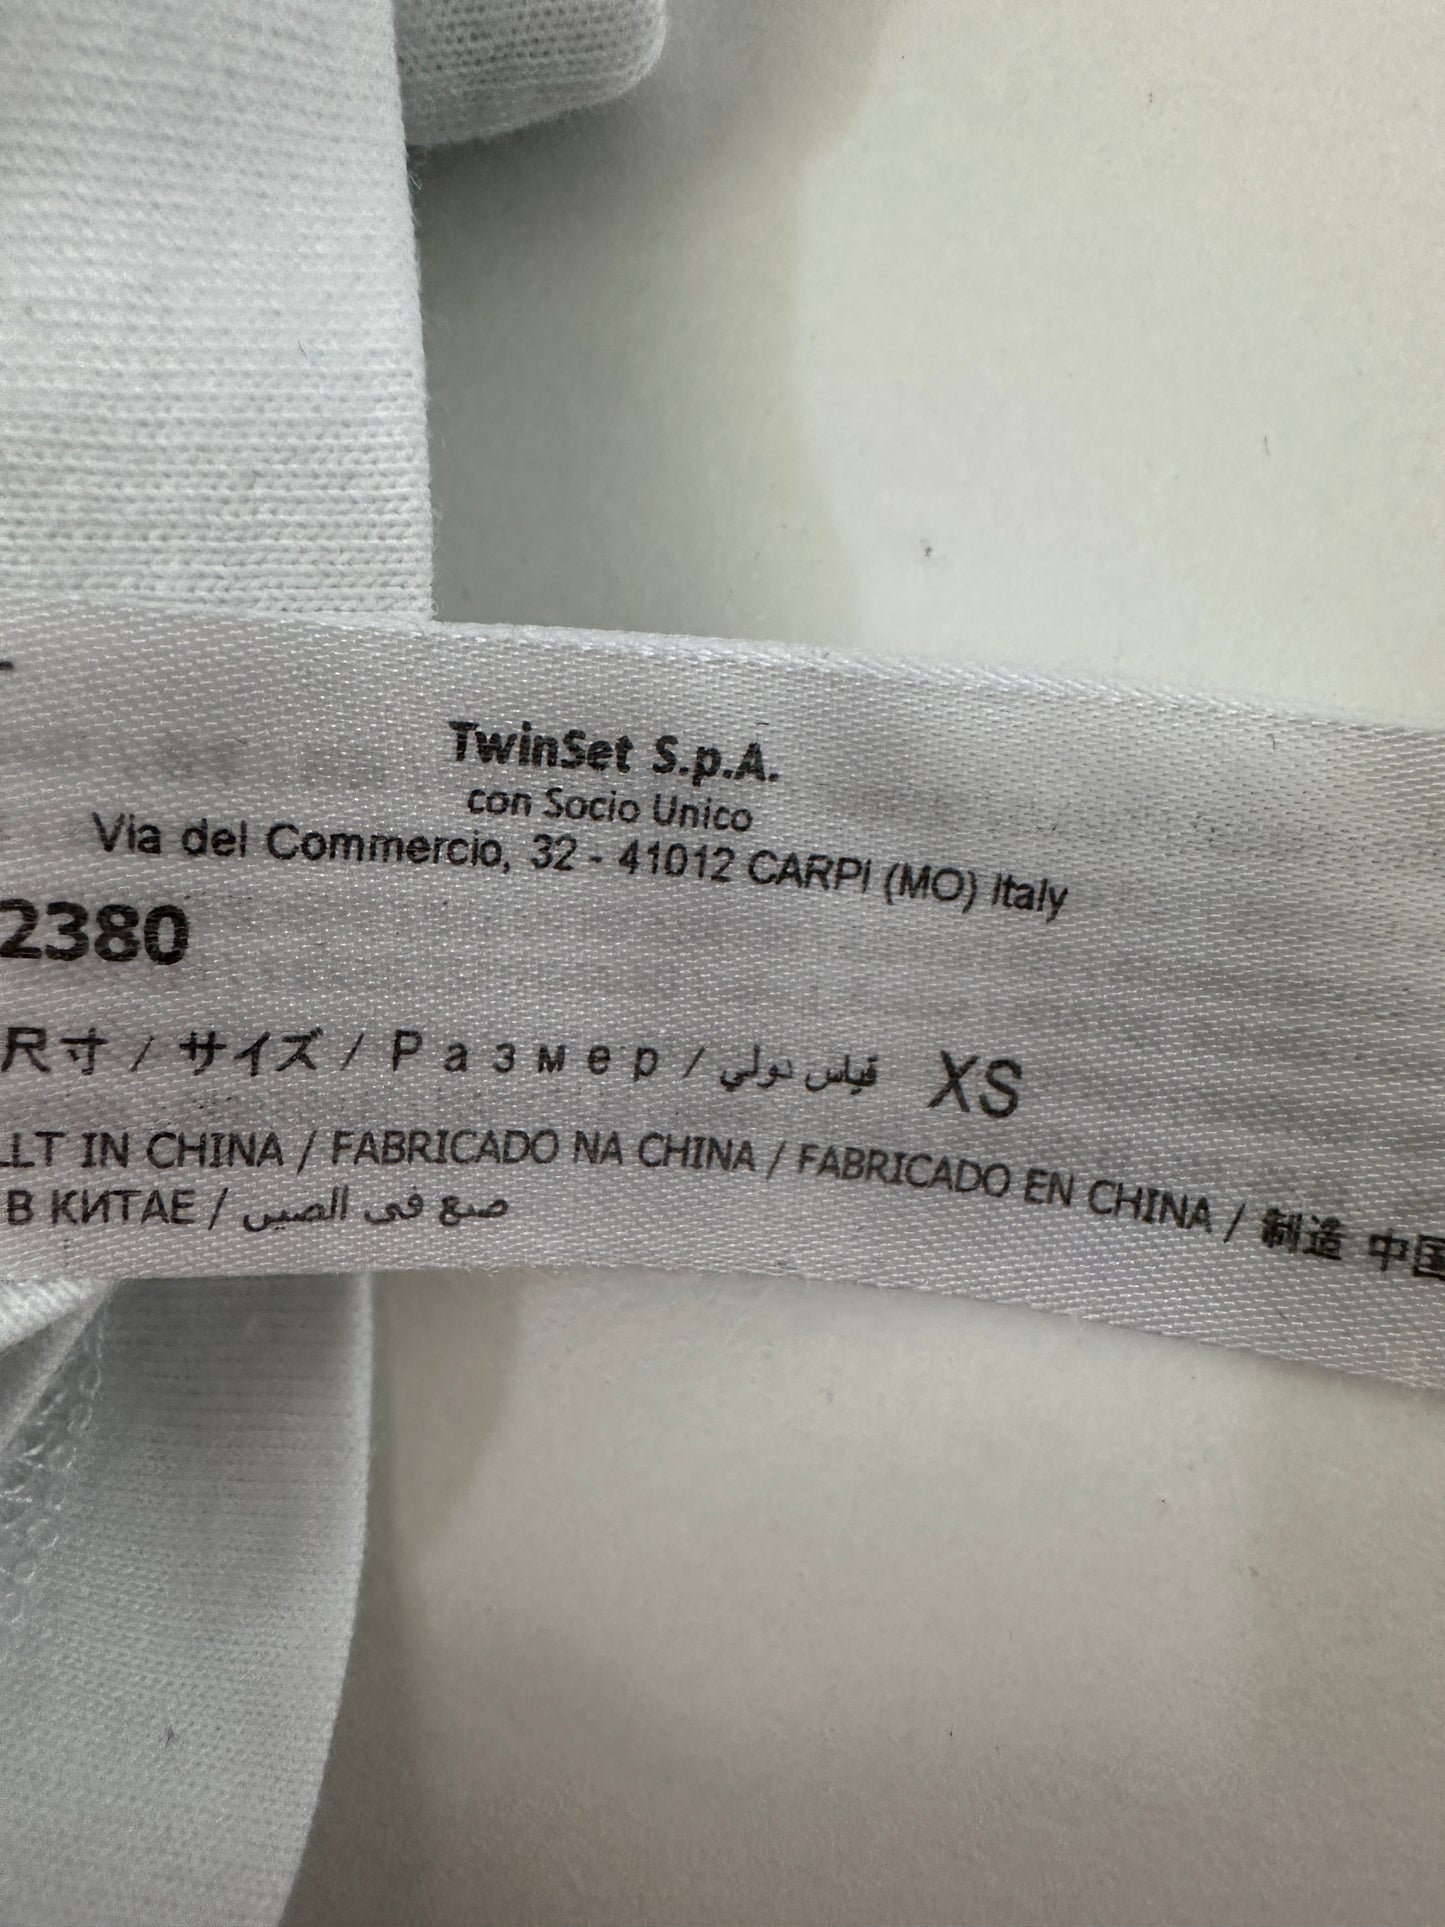 TwinSet S.p.A.
con Socio Unico
Via del Commercio, 32 - 41012 CARPI (MO) Italy
2380
尺寸 / サイズ / Размер / قياس دولي XS
LLT IN CHINA / FABRICADO NA CHINA / FABRICADO EN CHINA / 制造 中国
В КИТАЕ / صنع في الصين